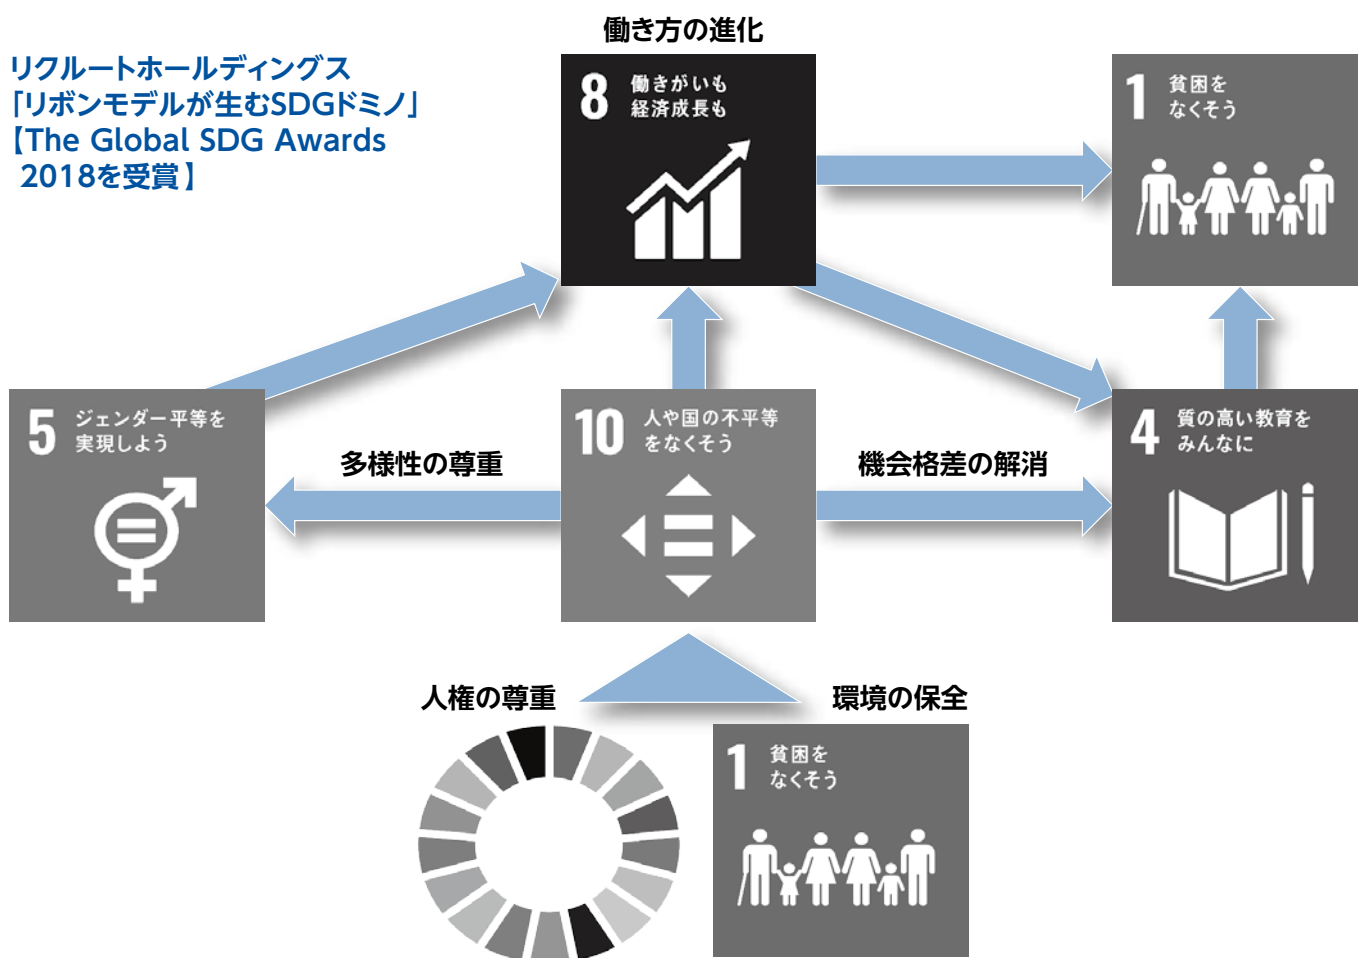 働き方の進化
リクルートホールディングス
「リボンモデルが生むSDGドミノ」
【The Global SDG Awards
2018を受賞】
8 働きがいも
経済成長も
1 貧困を
なくそう
5 ジェンダー平等を
実現しよう
多様性の尊重
10 人や国の不平等
をなくそう
機会格差の解消
4 質の高い教育を
みんなに
人権の尊重
環境の保全
1 貧困を
なくそう